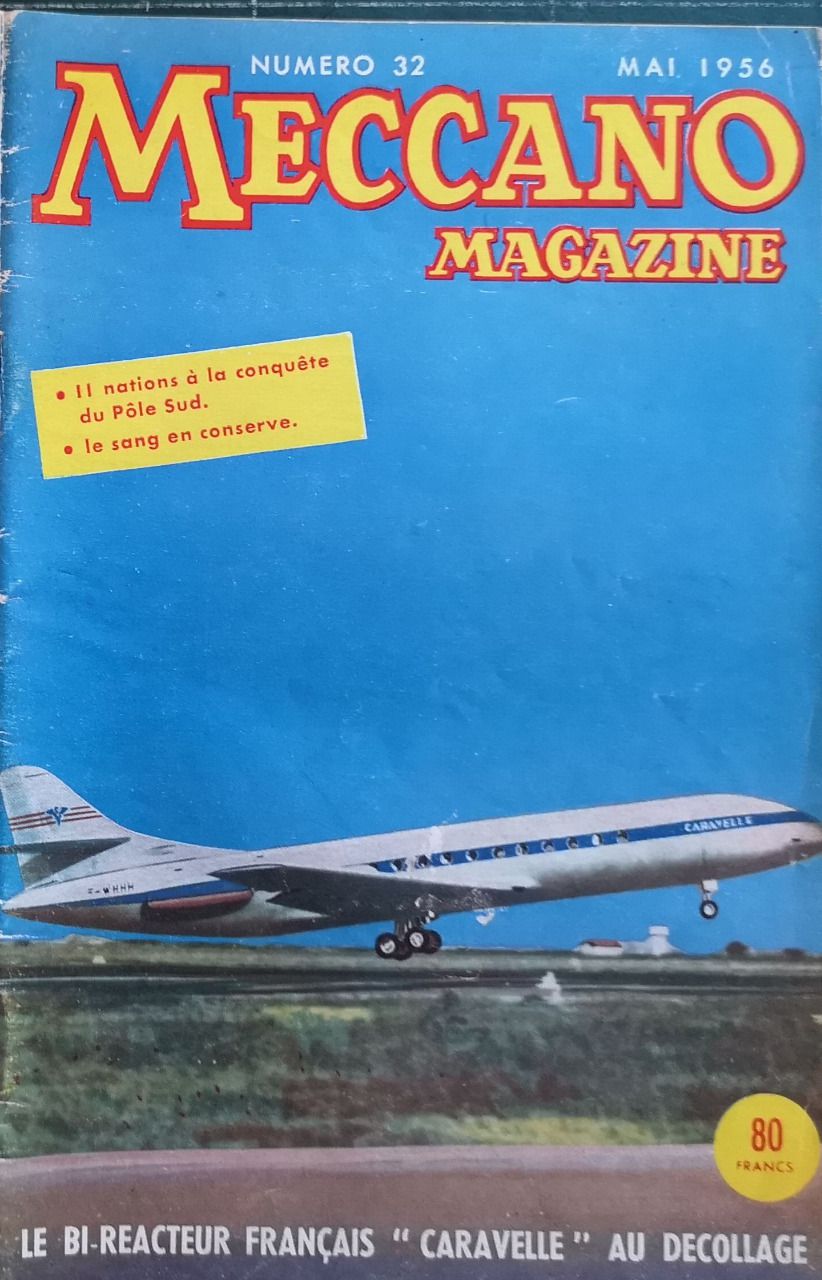 NUMERO 32
MAI 1956
MECCANO
MAGAZINE
• 11 nations à la conquête
du Pôle Sud.
• le sang en conserve.
CARAVELLE
F-WHHH
80
FRANCS
LE BI-REACTEUR FRANÇAIS "CARAVELLE" AU DECOLLAGE